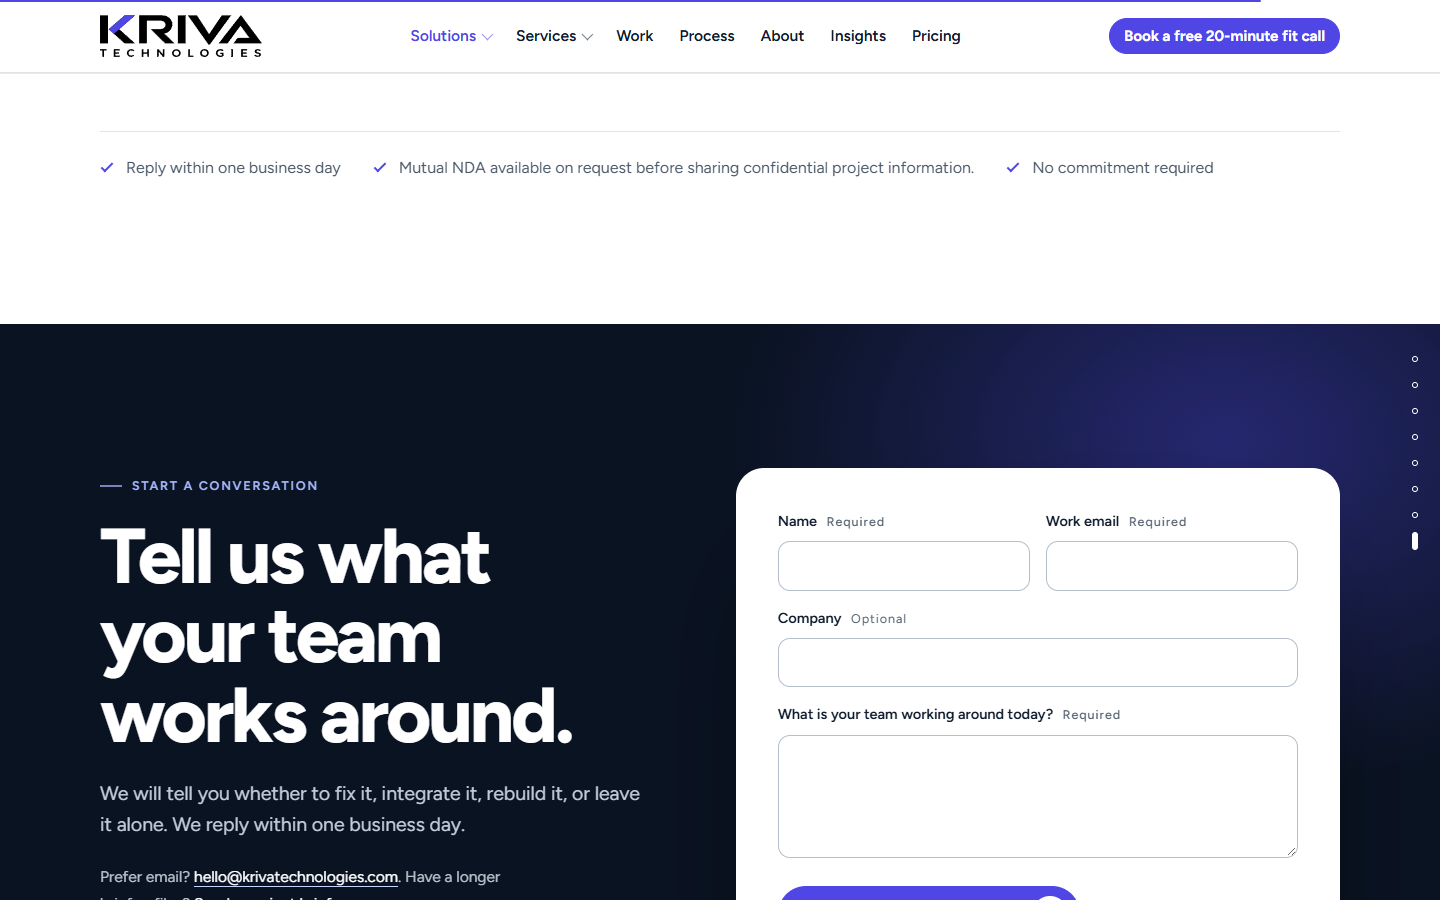 KRIVA
TECHNOLOGIES
Solutions
Services
Work
Process
About
Insights
Pricing
Book a free 20-minute fit call
Reply within one business day
Mutual NDA available on request before sharing confidential project information.
No commitment required
START A CONVERSATION
Tell us what
your team
works around.
We will tell you whether to fix it, integrate it, rebuild it, or leave
it alone. We reply within one business day.
Prefer email? hello@krivatechnologies.com. Have a longer
Name Required
Work email Required
Company Optional
What is your team working around today? Required